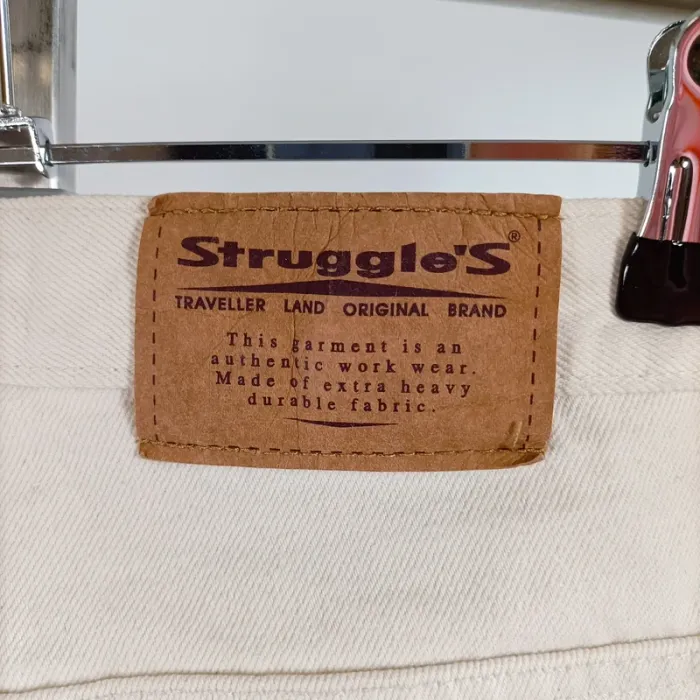 Struggle'S®
TRAVELLER LAND ORIGINAL BRAND
This garment is an
authentic work wear.
Made of extra heavy
durable fabric.